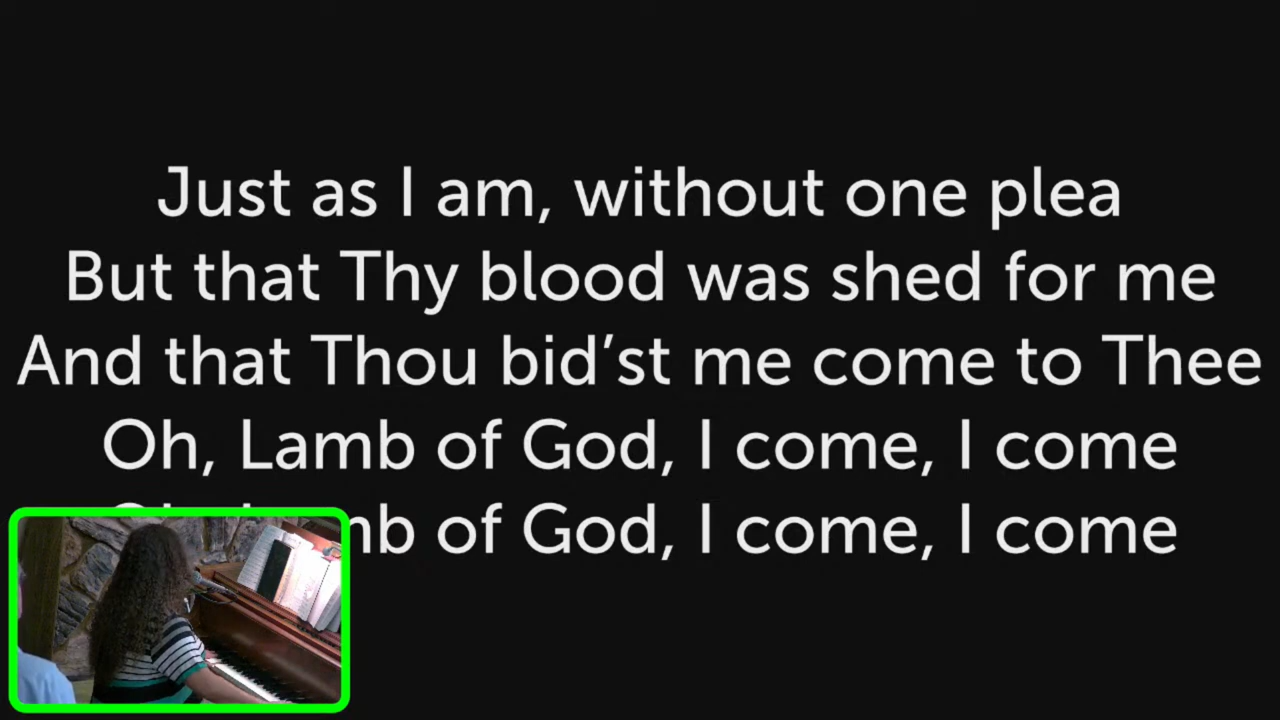 Just as I am, without one plea
But that Thy blood was shed for me
And that Thou bid’st me come to Thee
Oh, Lamb of God, I come, I come
of God, I come, I come